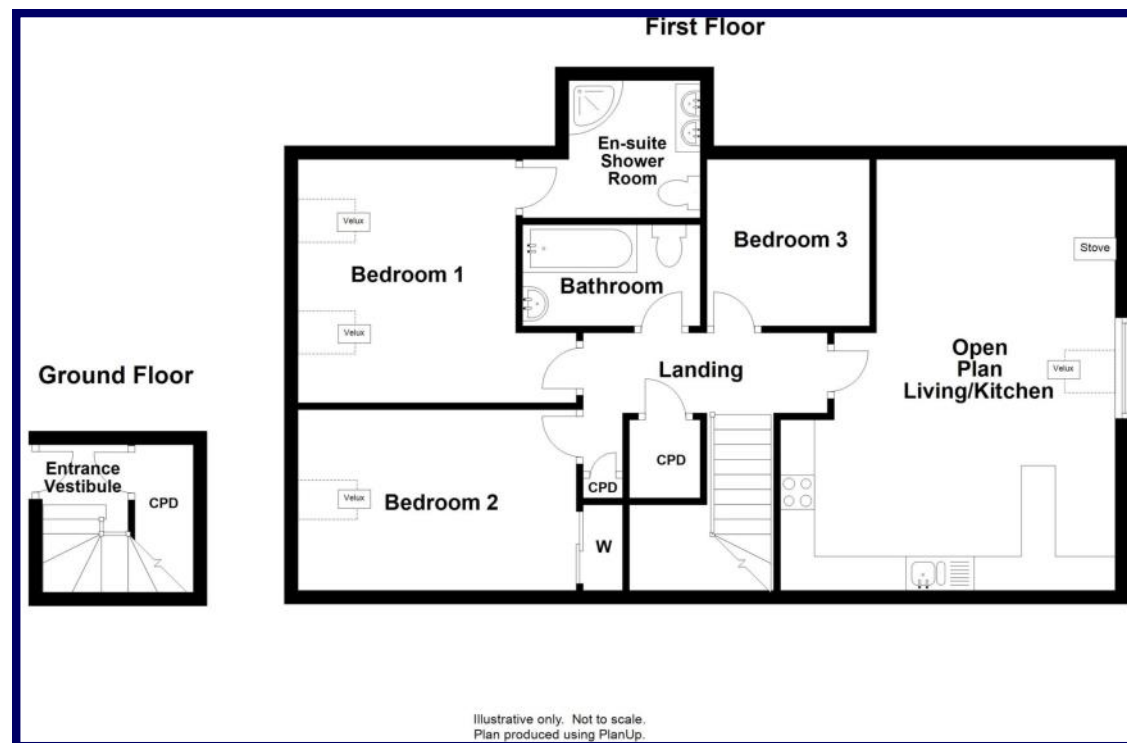 First Floor
En-suite
Shower
Room
Velux
Bedroom 3
Stove
Bedroom 1
Bathroom
Velux
Landing
Open
Plan
Living/Kitchen
Velux
Ground Floor
Entrance
Vestibule
CPD
CPD
CPD
Velux
Bedroom 2
W
Illustrative only. Not to scale.
Plan produced using PlanUp.